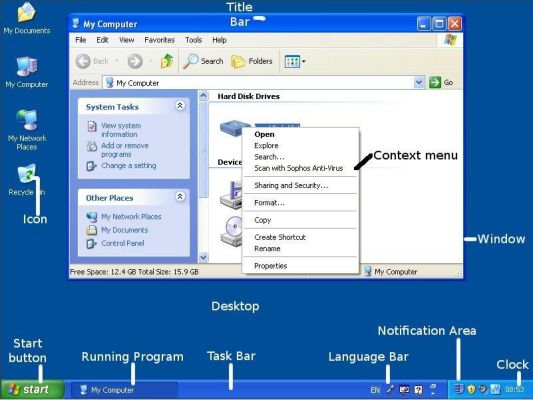 Title
Bar
My Documents
My Computer
My Network
Places
Recycle Bin
Icon
My Computer
File Edit View Favorites Tools Help
Back Search Folders
Address My Computer Go
System Tasks
View system
information
Add or remove
programs
Change a setting
Other Places
My Network Places
My Documents
Control Panel
Hard Disk Drives
Device
Open
Explore
Search...
Scan with Sophos Anti-Virus
Sharing and Security...
Format...
Copy
Create Shortcut
Rename
Properties
Context menu
Free Space: 12.4 GB Total Size: 15.9 GB My Computer
Window
Desktop
Start
button
Running Program
Task Bar
Language Bar
Notification Area
Clock
start My Computer EN 08:53